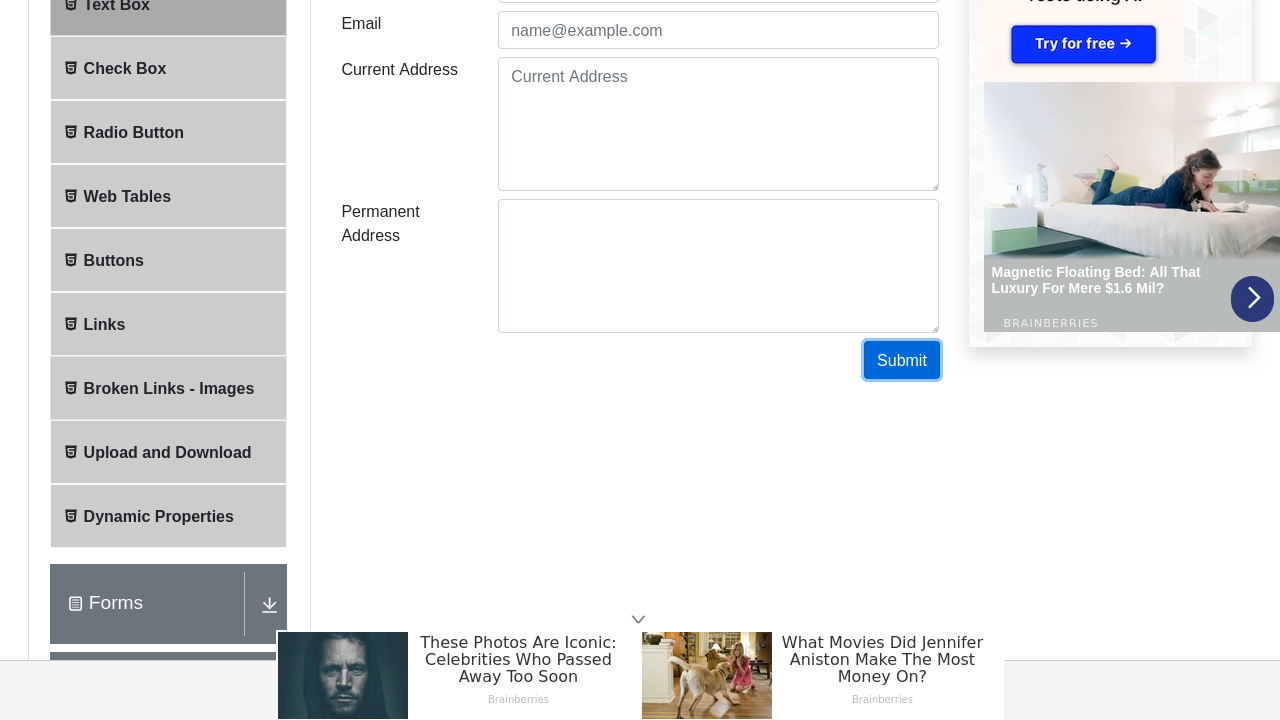 Text Box
Check Box
Radio Button
Web Tables
Buttons
Links
Broken Links - Images
Upload and Download
Dynamic Properties
Forms
Email
name@example.com
Current Address
Current Address
Permanent
Address
Submit
Try for free →
Magnetic Floating Bed: All That
Luxury For Mere $1.6 Mil?
BRAINBERRIES
These Photos Are Iconic:
Celebrities Who Passed
Away Too Soon
Brainberries
What Movies Did Jennifer
Aniston Make The Most
Money On?
Brainberries